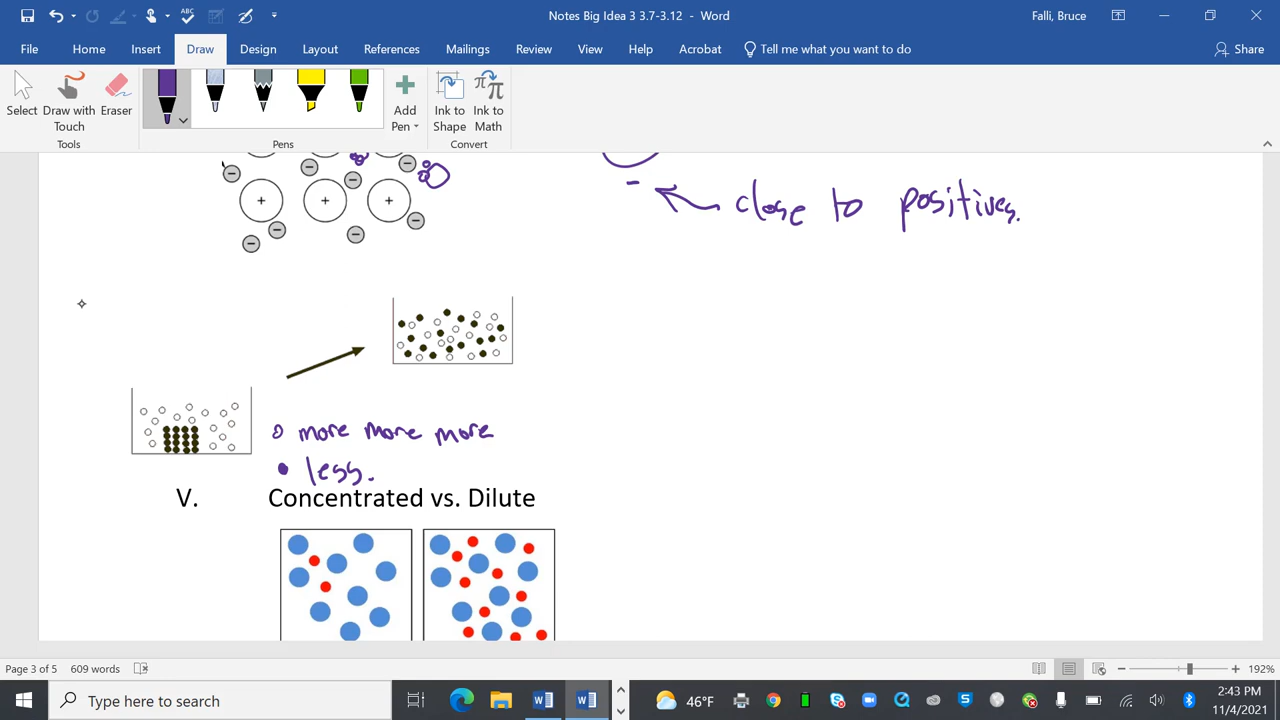 ABC
Notes Big Idea 3 3.7-3.12 - Word
Falli, Bruce
File Home Insert Draw Design Layout References Mailings Review View Help Acrobat Tell me what you want to do Share
Select
Draw with Touch
Eraser
Add Pen
Ink to Shape
Ink to Math
Tools
Pens
Convert
close to positives.
more more more
less.
V. Concentrated vs. Dilute
Page 3 of 5 609 words 192%
Type here to search
46°F
2:43 PM
11/4/2021